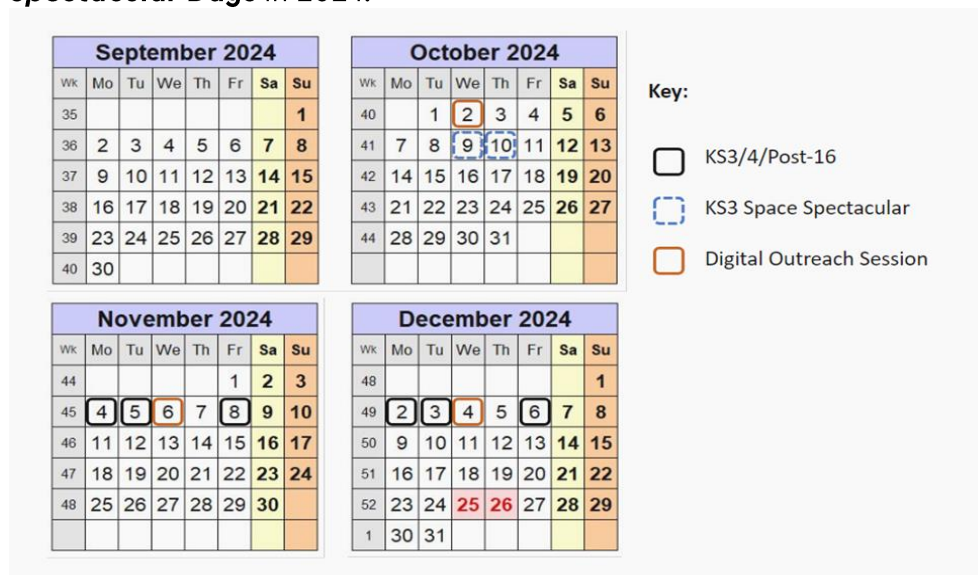 Spectacular Days in 2024.
September 2024
Wk Mo Tu We Th Fr Sa Su
35 1
36 2 3 4 5 6 7 8
37 9 10 11 12 13 14 15
38 16 17 18 19 20 21 22
39 23 24 25 26 27 28 29
40 30
October 2024
Wk Mo Tu We Th Fr Sa Su
40 1 2 3 4 5 6
41 7 8 9 10 11 12 13
42 14 15 16 17 18 19 20
43 21 22 23 24 25 26 27
44 28 29 30 31
Key:
KS3/4/Post-16
KS3 Space Spectacular
Digital Outreach Session
November 2024
Wk Mo Tu We Th Fr Sa Su
44 1 2 3
45 4 5 6 7 8 9 10
46 11 12 13 14 15 16 17
47 18 19 20 21 22 23 24
48 25 26 27 28 29 30
December 2024
Wk Mo Tu We Th Fr Sa Su
48 1
49 2 3 4 5 6 7 8
50 9 10 11 12 13 14 15
51 16 17 18 19 20 21 22
52 23 24 25 26 27 28 29
1 30 31